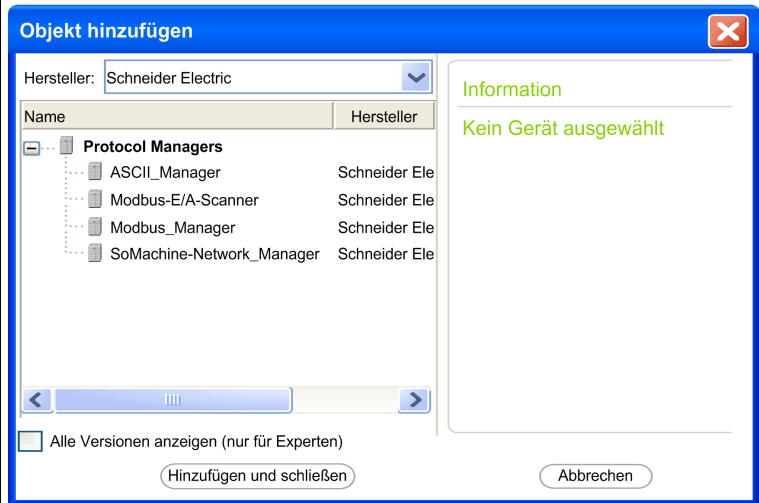 Objekt hinzufügen
Hersteller: Schneider Electric
Name Hersteller
Protocol Managers
ASCII_Manager Schneider Ele
Modbus-E/A-Scanner Schneider Ele
Modbus_Manager Schneider Ele
SoMachine-Network_Manager Schneider Ele
Alle Versionen anzeigen (nur für Experten)
Hinzufügen und schließen
Information
Kein Gerät ausgewählt
Abbrechen